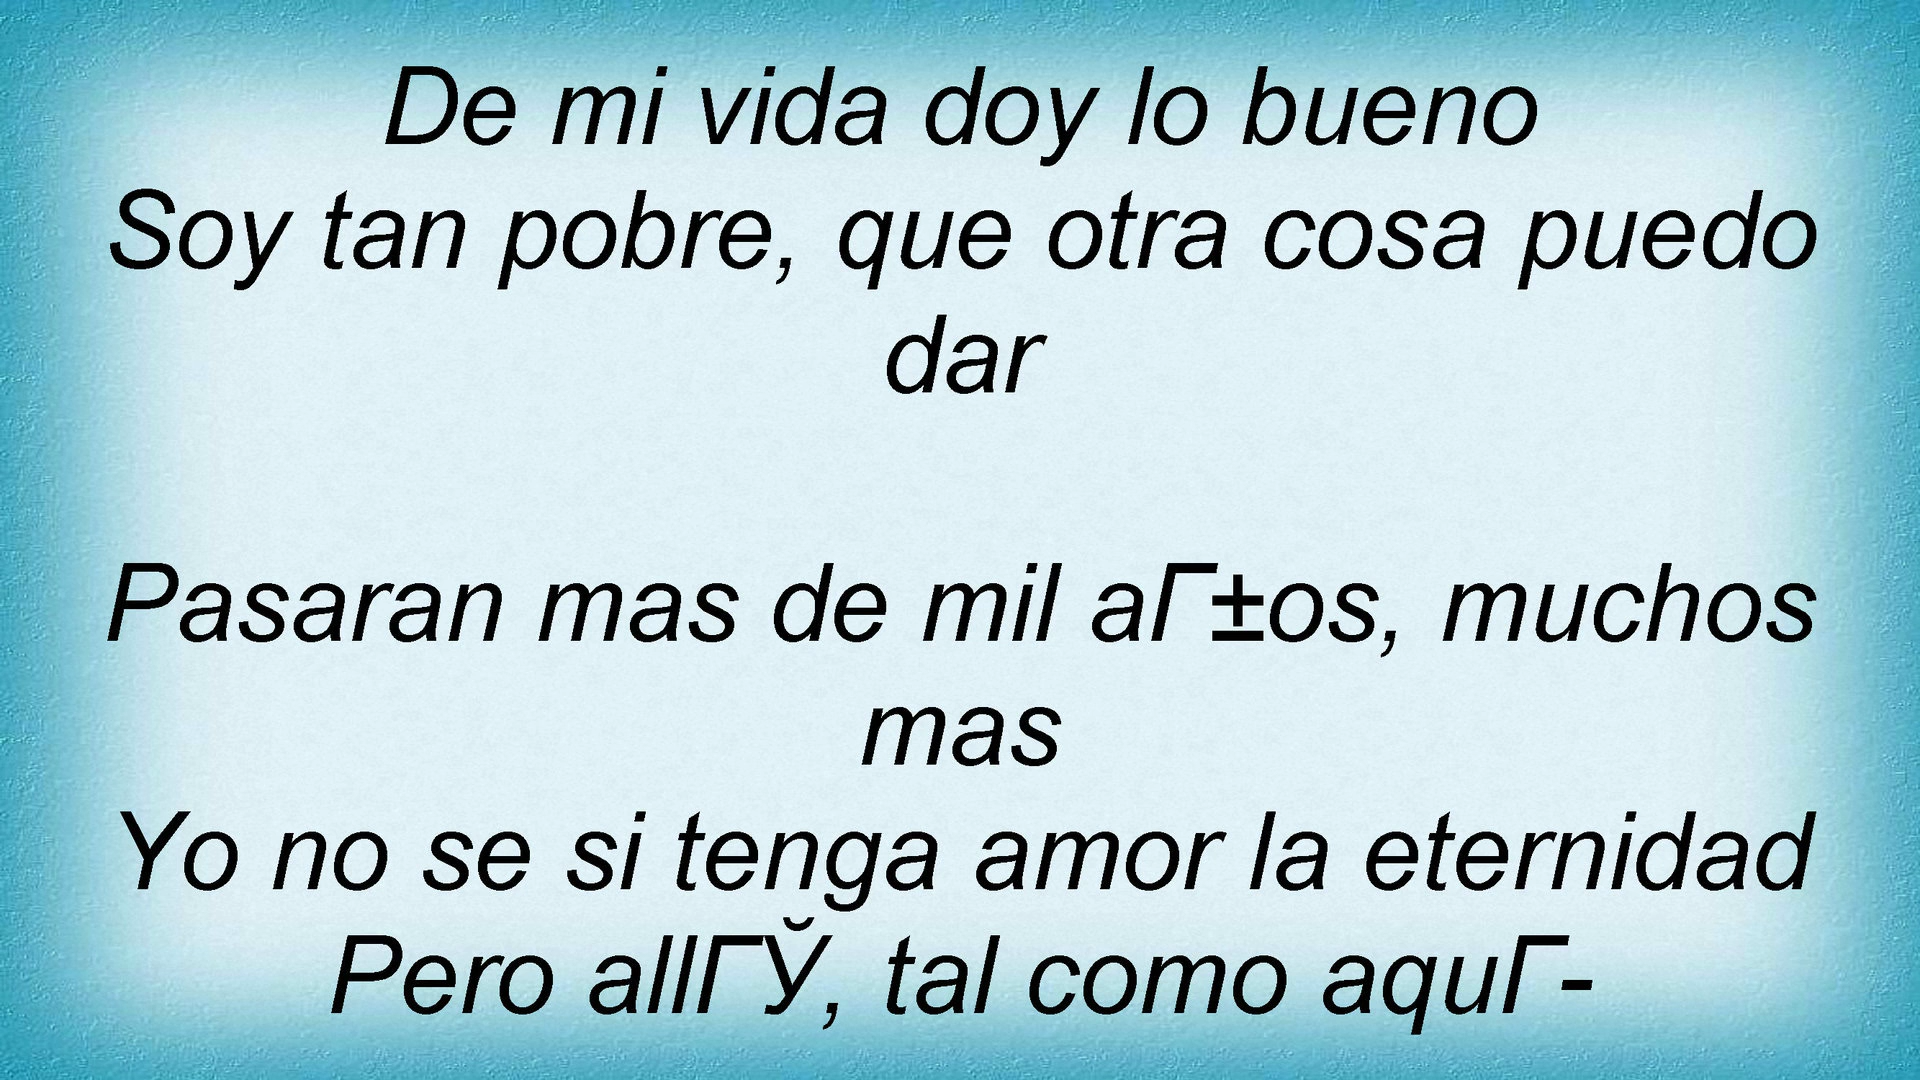 De mi vida doy lo bueno
Soy tan pobre, que otra cosa puedo
dar
Pasaran mas de mil aГ±os, muchos
mas
Yo no se si tenga amor la eternidad
Pero allГЎ, tal como aquГ-